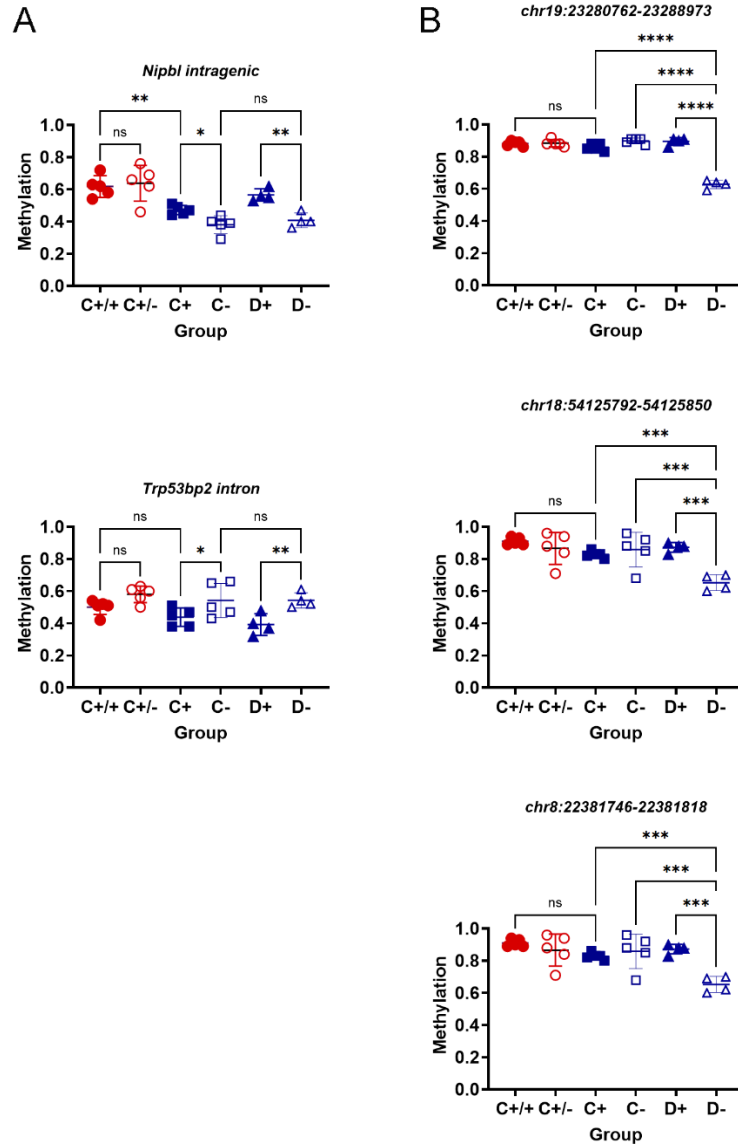 A
Nipbl intragenic
ns
**
ns
*
**
1.0
0.8
0.6
0.4
0.2
0.0
Methylation
C+/+ C+/- C+ C- D+ D-
Group
Trp53bp2 intron
ns
ns
ns
*
**
1.0
0.8
0.6
0.4
0.2
0.0
Methylation
C+/+ C+/- C+ C- D+ D-
Group
B
chr19:23280762-23288973
****
****
ns
****
1.0
0.8
0.6
0.4
0.2
0.0
Methylation
C+/+ C+/- C+ C- D+ D-
Group
chr18:54125792-54125850
***
***
ns
***
1.0
0.8
0.6
0.4
0.2
0.0
Methylation
C+/+ C+/- C+ C- D+ D-
Group
chr8:22381746-22381818
***
***
ns
***
1.0
0.8
0.6
0.4
0.2
0.0
Methylation
C+/+ C+/- C+ C- D+ D-
Group